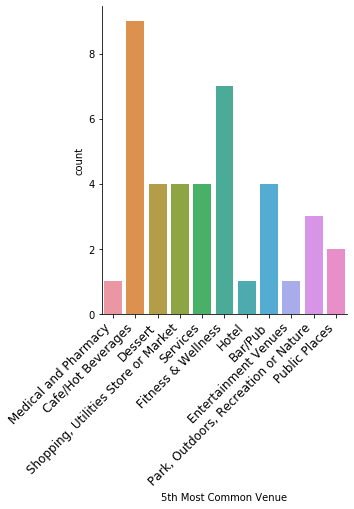 8
6
4
2
0
count
Medical and Pharmacy
Cafe/Hot Beverages
Dessert
Shopping, Utilities Store or Market
Services
Fitness & Wellness
Hotel
Bar/Pub
Entertainment Venues
Park, Outdoors, Recreation or Nature
Public Places
5th Most Common Venue